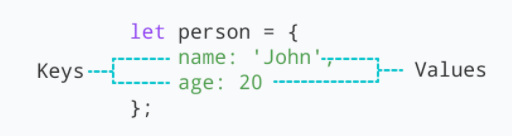 let person = {
Keys name: 'John', Values
age: 20
};